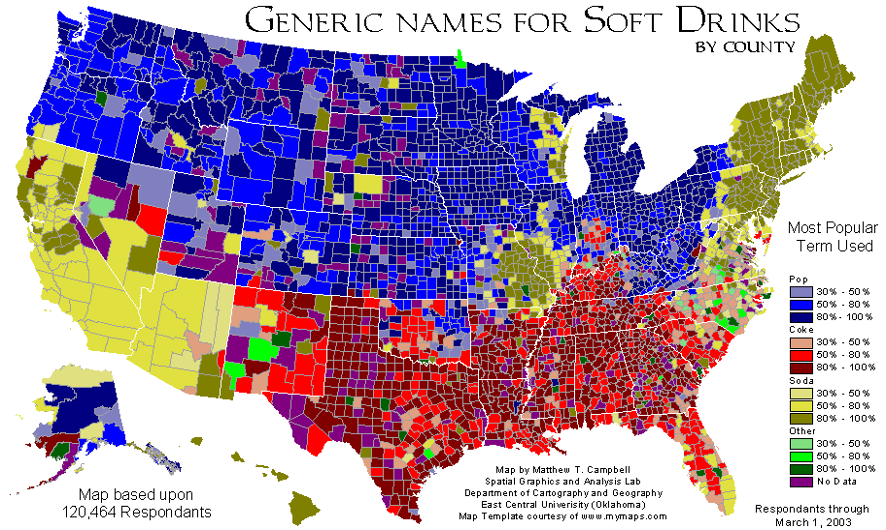 GENERIC NAMES FOR SOFT DRINKS
BY COUNTY
Most Popular
Term Used
Pop
30% - 50%
50% - 80%
80% - 100%
Coke
30% - 50%
50% - 80%
80% - 100%
Soda
30% - 50%
50% - 80%
80% - 100%
Other
30% - 50%
50% - 80%
80% - 100%
No Data
Map based upon
120,464 Respondants
Map by Matthew T. Campbell
Spatial Graphics and Analysis Lab
Department of Cartography and Geography
East Central Univerisity (Oklahoma)
Map Template courtesy of www.mymaps.com
Respondants through
March 1, 2003